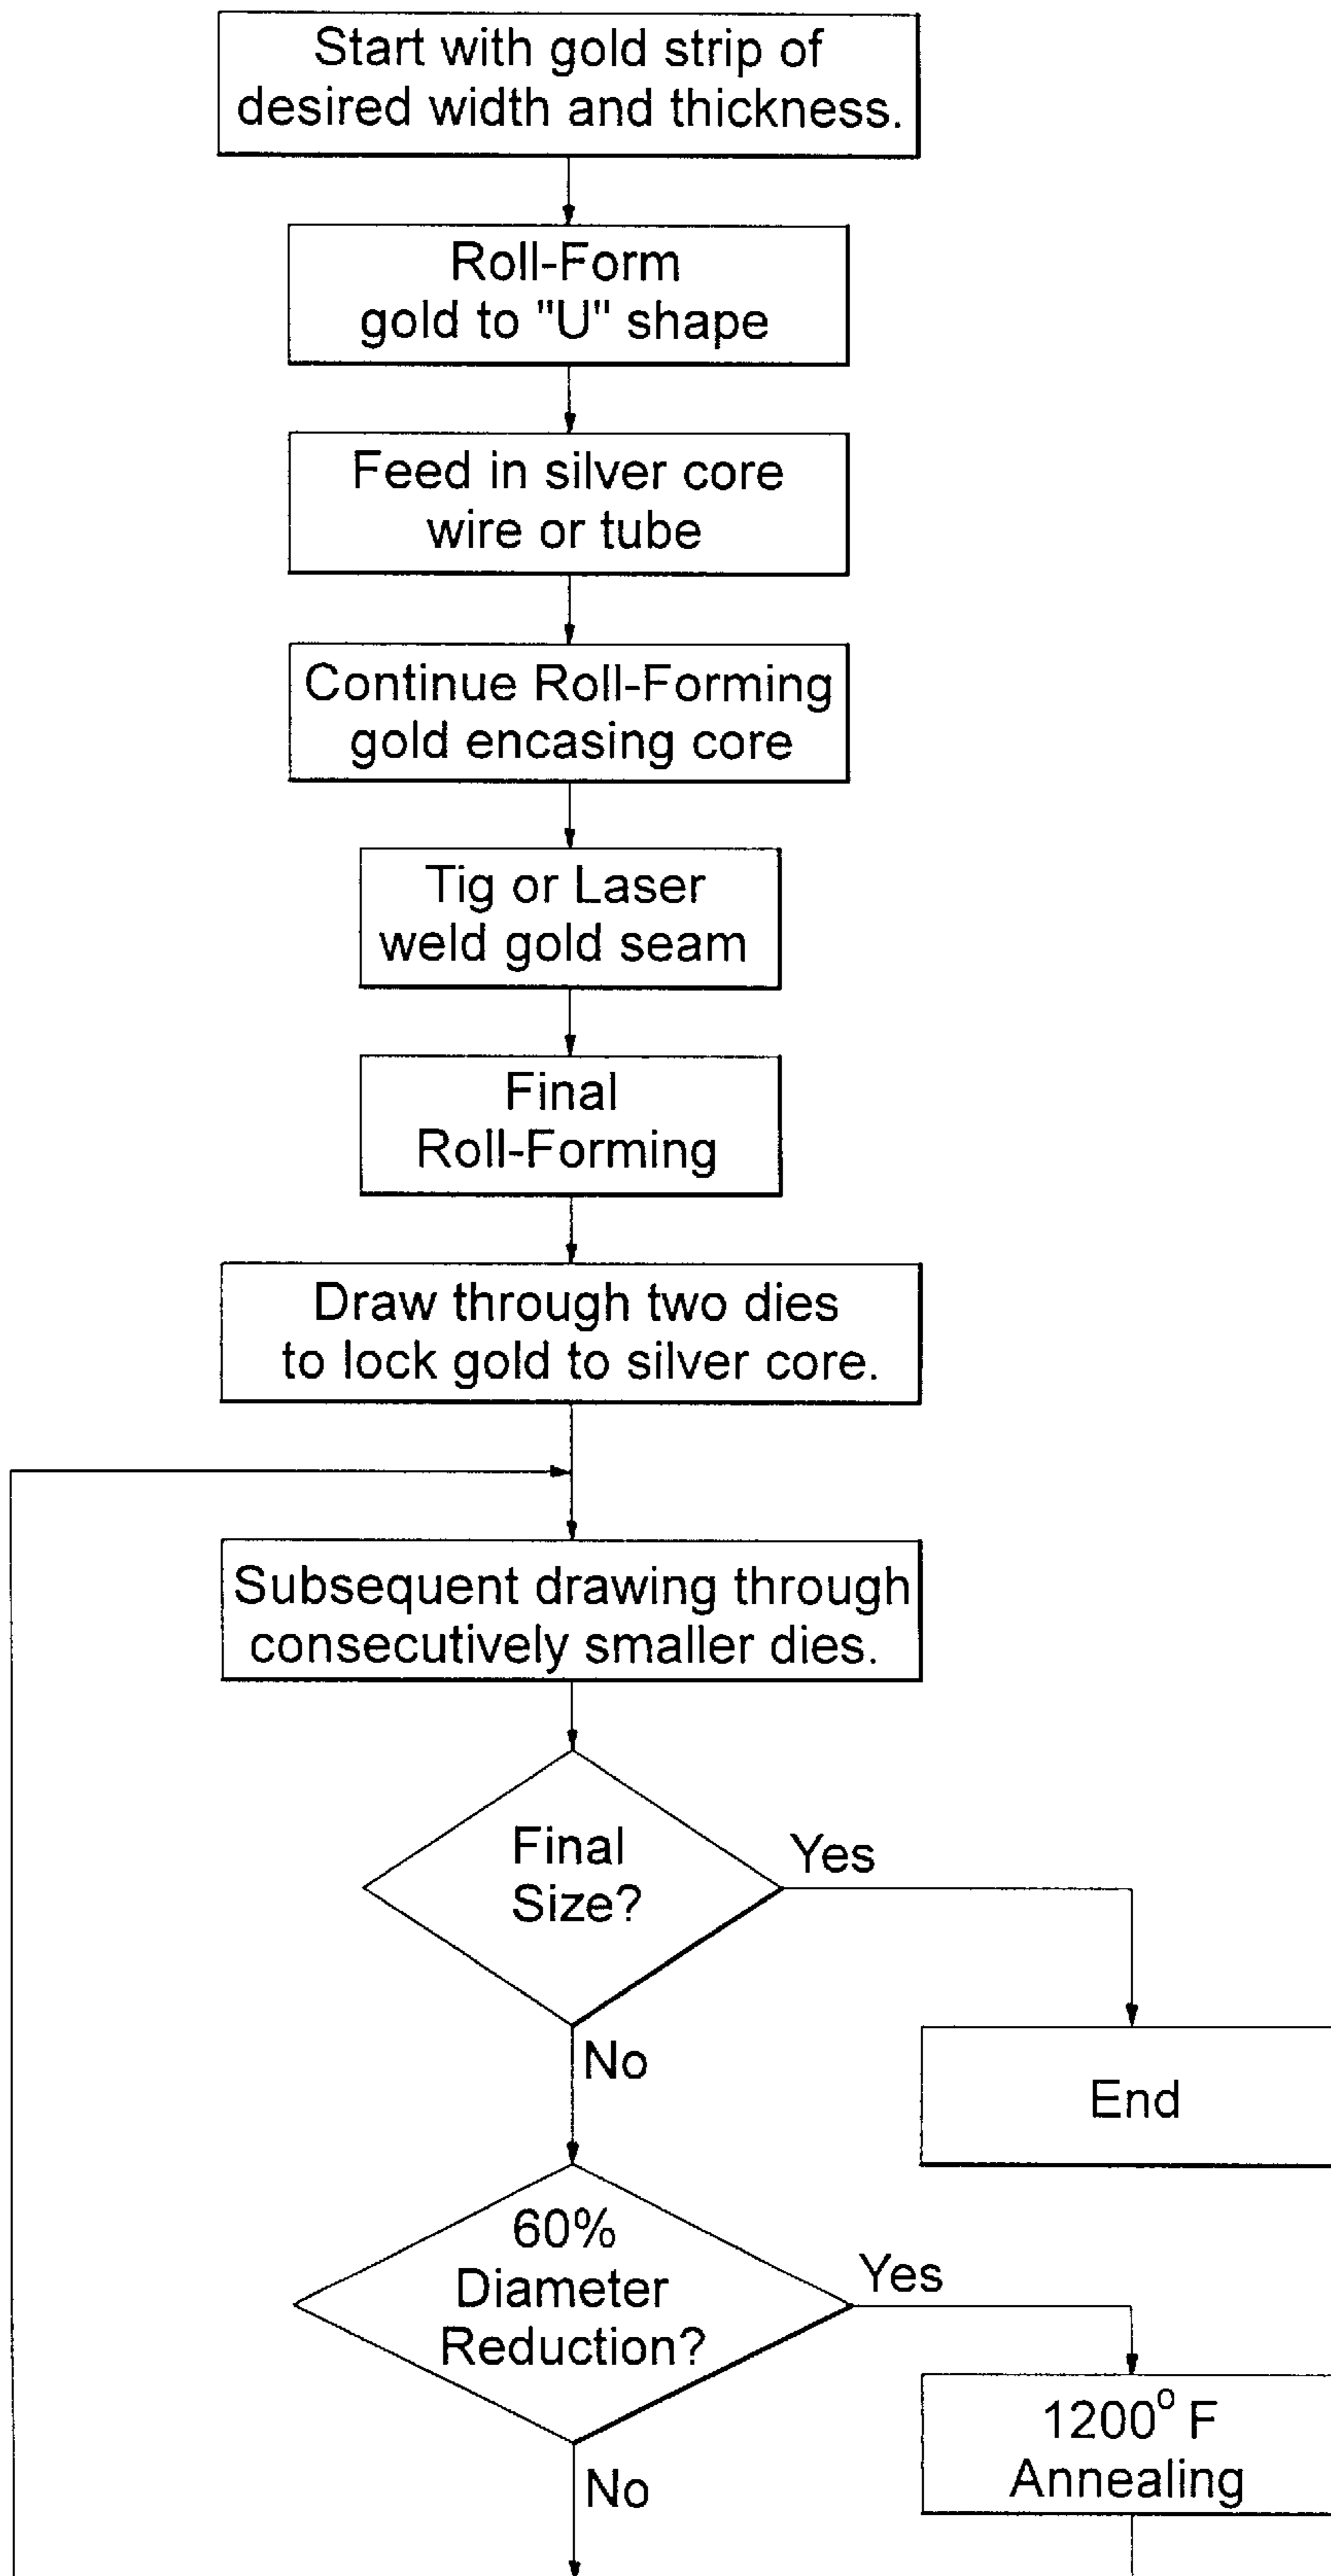 Start with gold strip of
desired width and thickness.
Roll-Form
gold to "U" shape
Feed in silver core
wire or tube
Continue Roll-Forming
gold encasing core
Tig or Laser
weld gold seam
Final
Roll-Forming
Draw through two dies
to lock gold to silver core.
Subsequent drawing through
consecutively smaller dies.
Final
Size?
Yes
No
End
60%
Diameter
Reduction?
Yes
No
1200° F
Annealing